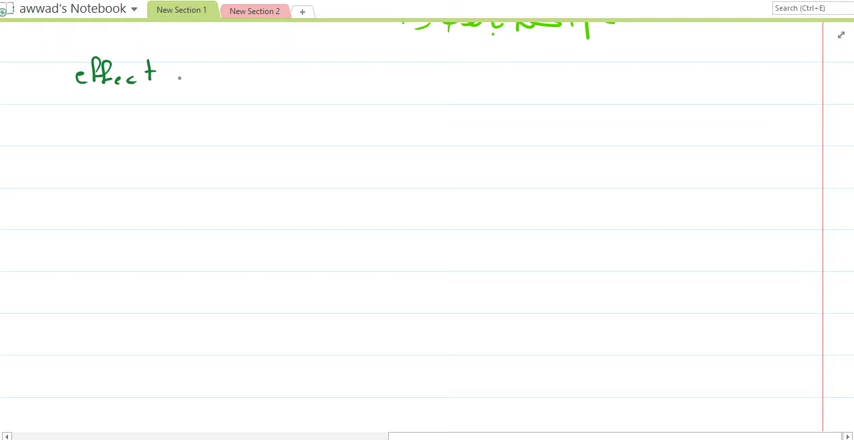 awwad's Notebook
New Section 1
New Section 2
Search (Ctrl+E)
effect